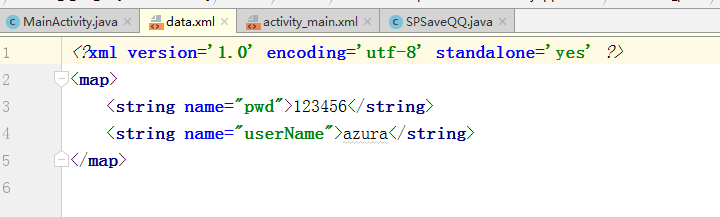 MainActivity.java × data.xml × activity_main.xml × SPSaveQQ.java ×
1 <?xml version='1.0' encoding='utf-8' standalone='yes' ?>
2 <map>
3 <string name="pwd">123456</string>
4 <string name="userName">azura</string>
5 </map>
6